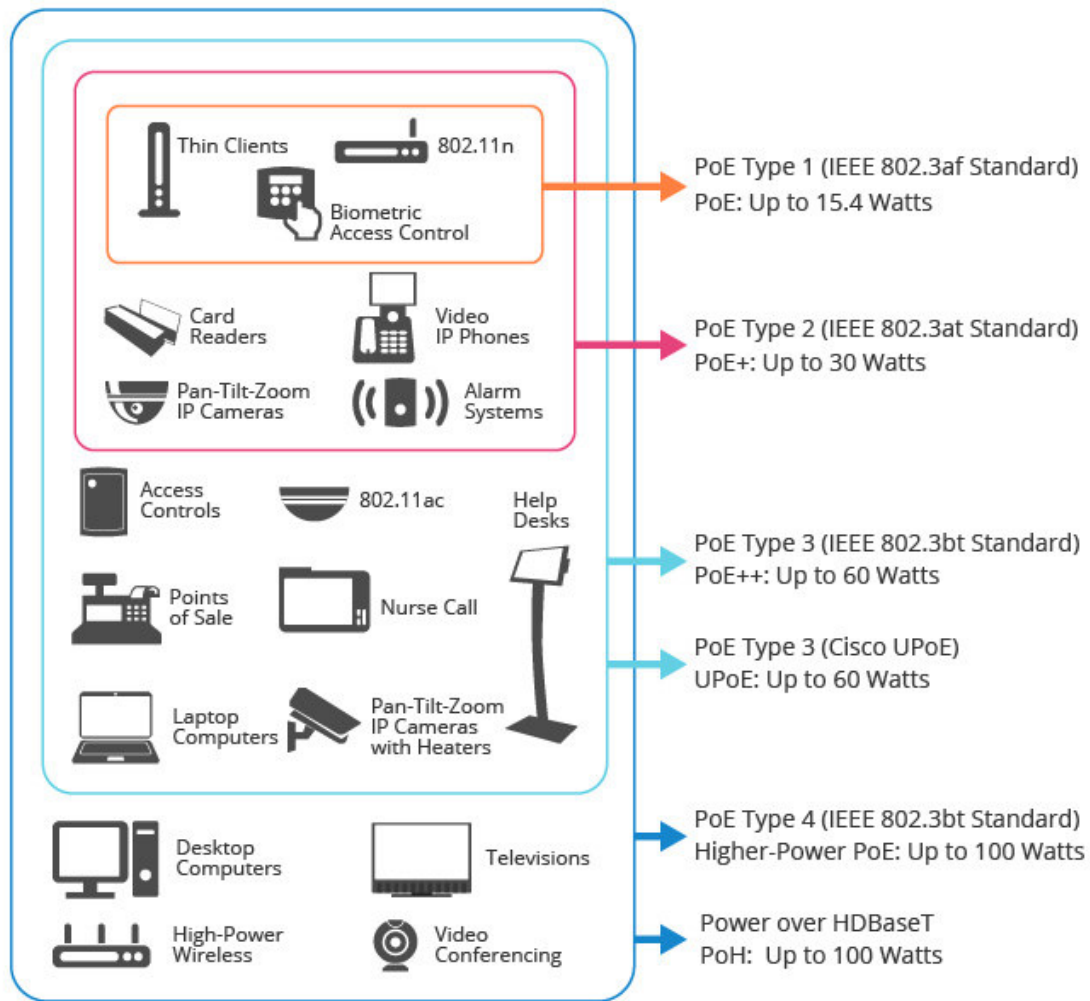 Thin Clients
802.11n
Biometric
Access Control
PoE Type 1 (IEEE 802.3af Standard)
PoE: Up to 15.4 Watts
Card
Readers
Video
IP Phones
Pan-Tilt-Zoom
IP Cameras
Alarm
Systems
PoE Type 2 (IEEE 802.3at Standard)
PoE+: Up to 30 Watts
Access
Controls
802.11ac
Help
Desks
Points
of Sale
Nurse Call
Laptop
Computers
Pan-Tilt-Zoom
IP Cameras
with Heaters
PoE Type 3 (IEEE 802.3bt Standard)
PoE++: Up to 60 Watts
PoE Type 3 (Cisco UPoE)
UPoE: Up to 60 Watts
Desktop
Computers
Televisions
High-Power
Wireless
Video
Conferencing
PoE Type 4 (IEEE 802.3bt Standard)
Higher-Power PoE: Up to 100 Watts
Power over HDBaseT
PoH: Up to 100 Watts